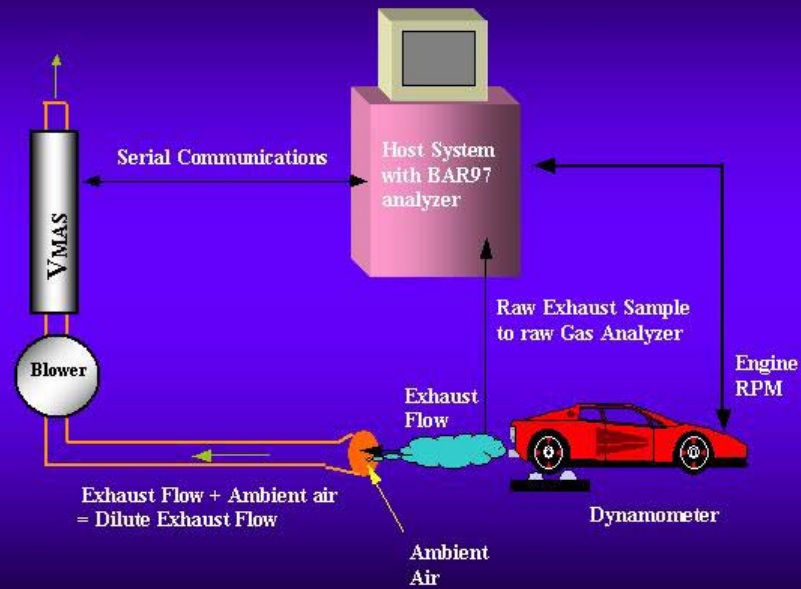 Serial Communications
Host System
with BAR97
analyzer
VMAS
Raw Exhaust Sample
to raw Gas Analyzer
Blower
Engine
RPM
Exhaust
Flow
Exhaust Flow + Ambient air
= Dilute Exhaust Flow
Dynamometer
Ambient
Air